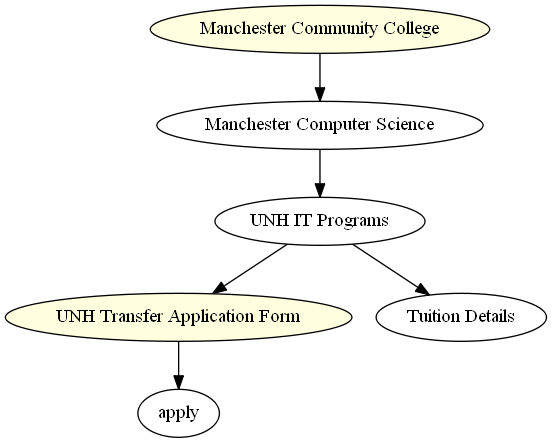 Manchester Community College
Manchester Computer Science
UNH IT Programs
UNH Transfer Application Form
Tuition Details
apply